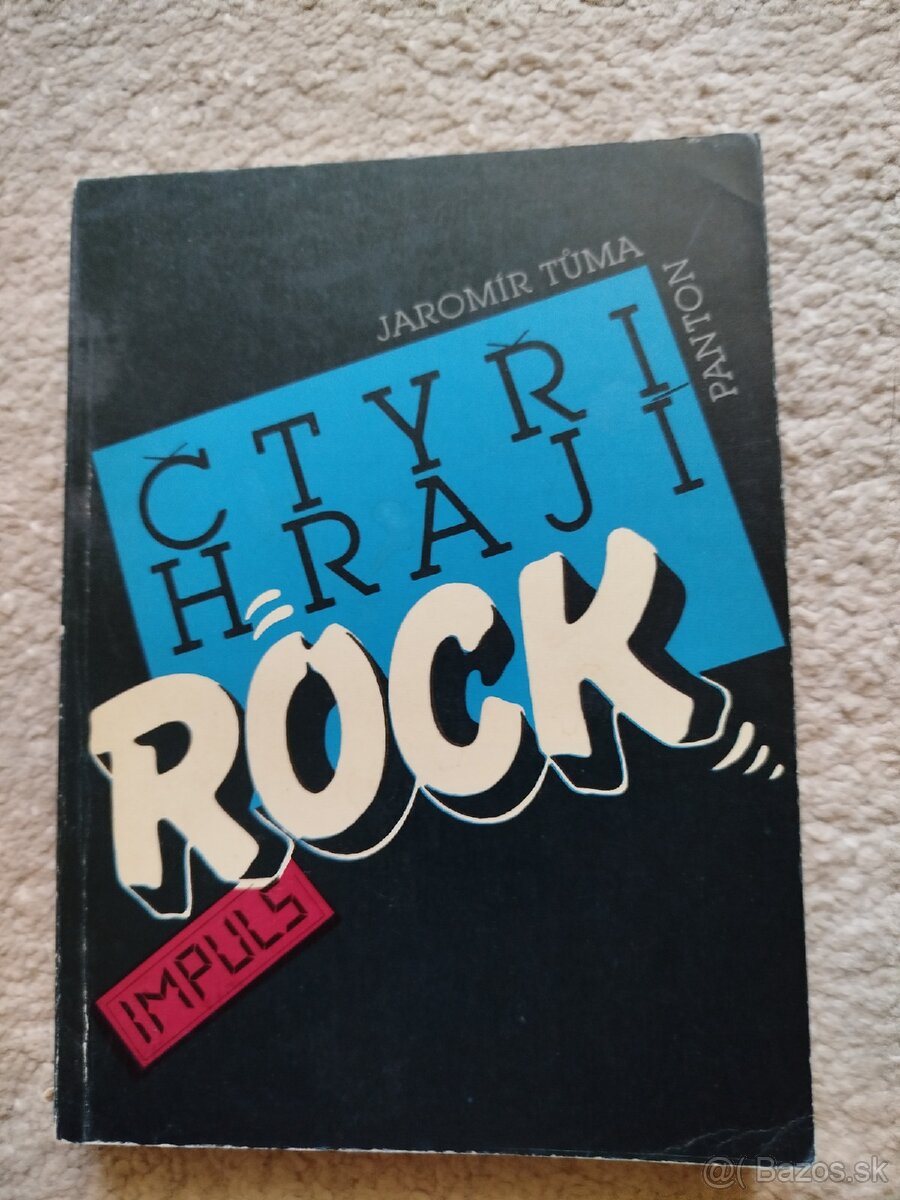 JAROMÍR TŮMA
PANTON
ČTYŘI
HRAJÍ
ROCK
IMPULS
@( Bazos.sk